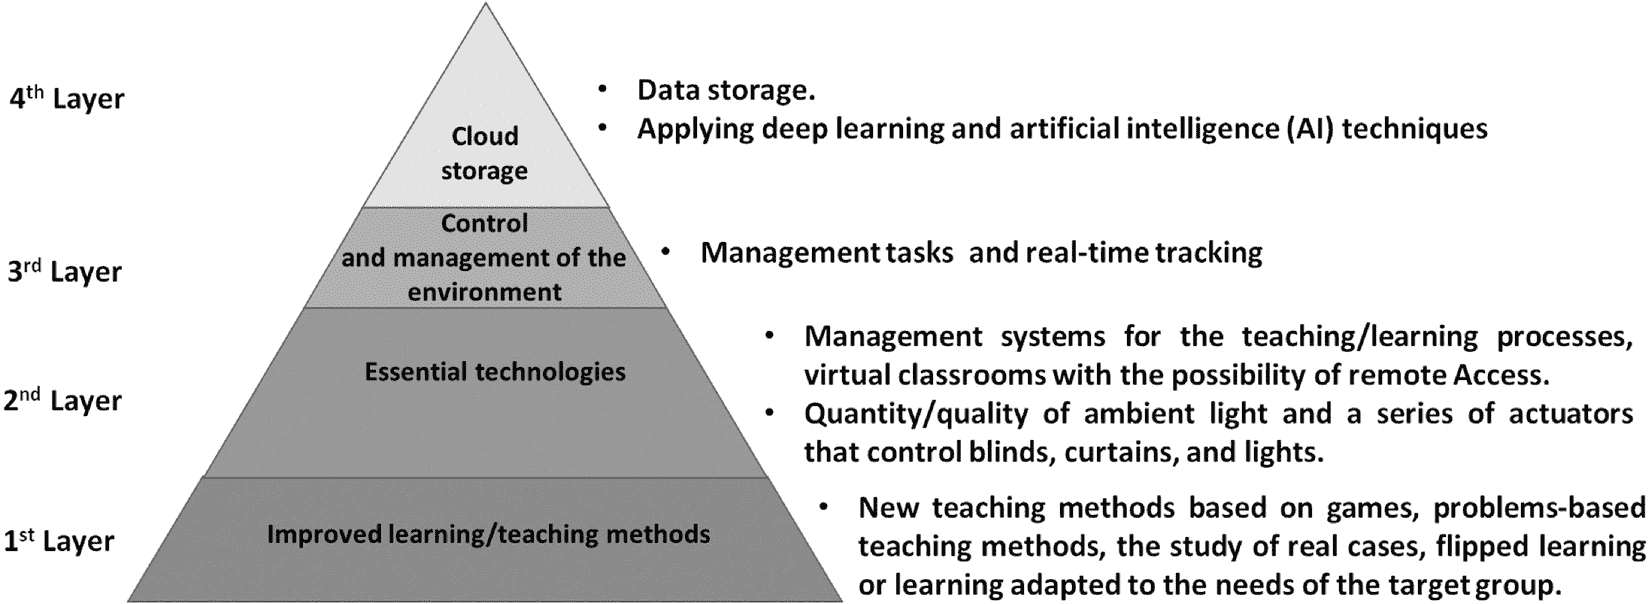 4th Layer
Cloud
storage
• Data storage.
• Applying deep learning and artificial intelligence (AI) techniques
3rd Layer
Control
and management of the
environment
• Management tasks and real-time tracking
2nd Layer
Essential technologies
• Management systems for the teaching/learning processes,
virtual classrooms with the possibility of remote Access.
• Quantity/quality of ambient light and a series of actuators
that control blinds, curtains, and lights.
1st Layer
Improved learning/teaching methods
• New teaching methods based on games, problems-based
teaching methods, the study of real cases, flipped learning
or learning adapted to the needs of the target group.